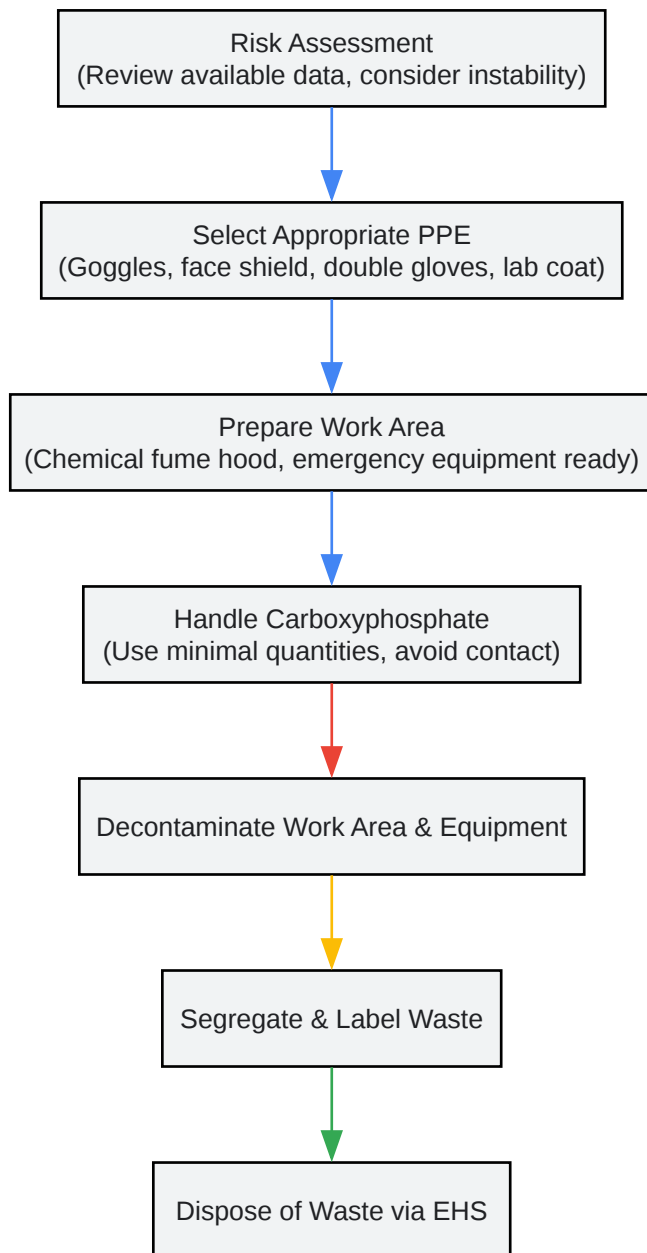 Risk Assessment
(Review available data, consider instability)
Select Appropriate PPE
(Goggles, face shield, double gloves, lab coat)
Prepare Work Area
(Chemical fume hood, emergency equipment ready)
Handle Carboxyphosphate
(Use minimal quantities, avoid contact)
Decontaminate Work Area & Equipment
Segregate & Label Waste
Dispose of Waste via EHS